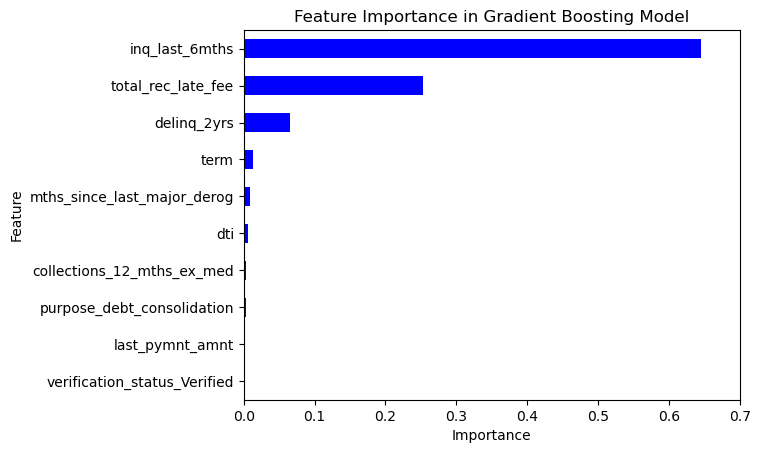 Feature Importance in Gradient Boosting Model
inq_last_6mths
total_rec_late_fee
delinq_2yrs
term
mths_since_last_major_derog
dti
collections_12_mths_ex_med
purpose_debt_consolidation
last_pymnt_amnt
verification_status_Verified
Feature
0.0 0.1 0.2 0.3 0.4 0.5 0.6 0.7
Importance